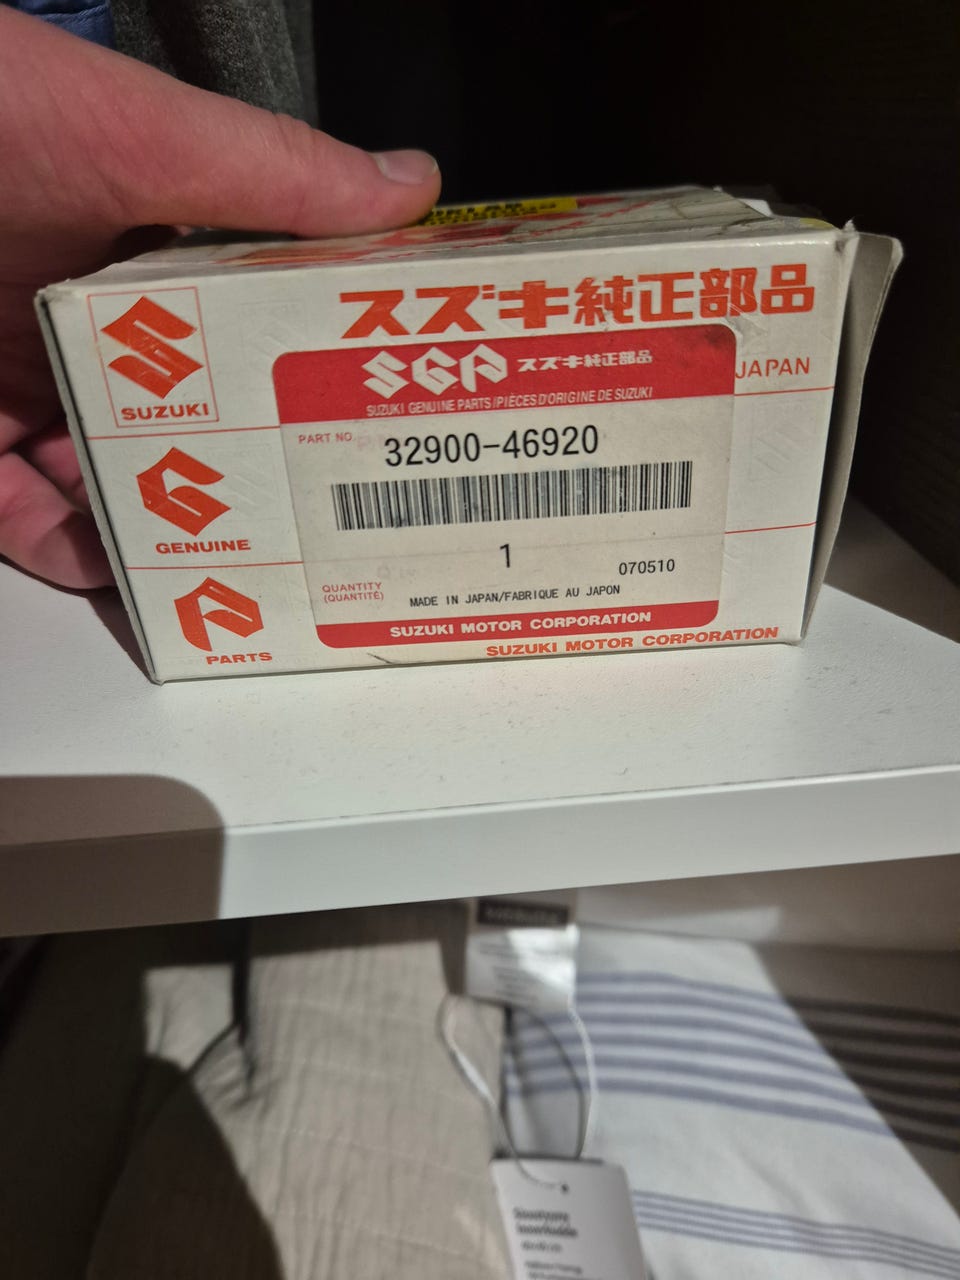 スズキ純正部品
JAPAN
SUZUKI
GENUINE
PARTS
SGP スズキ純正部品
SUZUKI GENUINE PARTS/PIÈCES D'ORIGINE DE SUZUKI
PART NO.
32900-46920
1
QUANTITY
(QUANTITÉ)
070510
MADE IN JAPAN/FABRIQUE AU JAPON
SUZUKI MOTOR CORPORATION
SUZUKI MOTOR CORPORATION